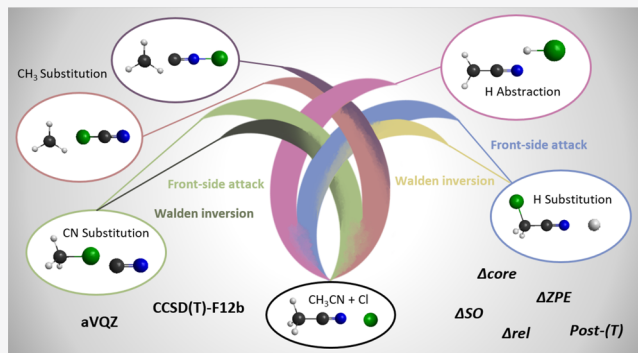 CH₃ Substitution
H Abstraction
Front-side attack
Front-side attack
Walden inversion
Walden inversion
CN Substitution
H Substitution
CH₃CN + Cl
aVQZ
CCSD(T)-F12b
Δcore
ΔSO
ΔZPE
Δrel
Post-(T)